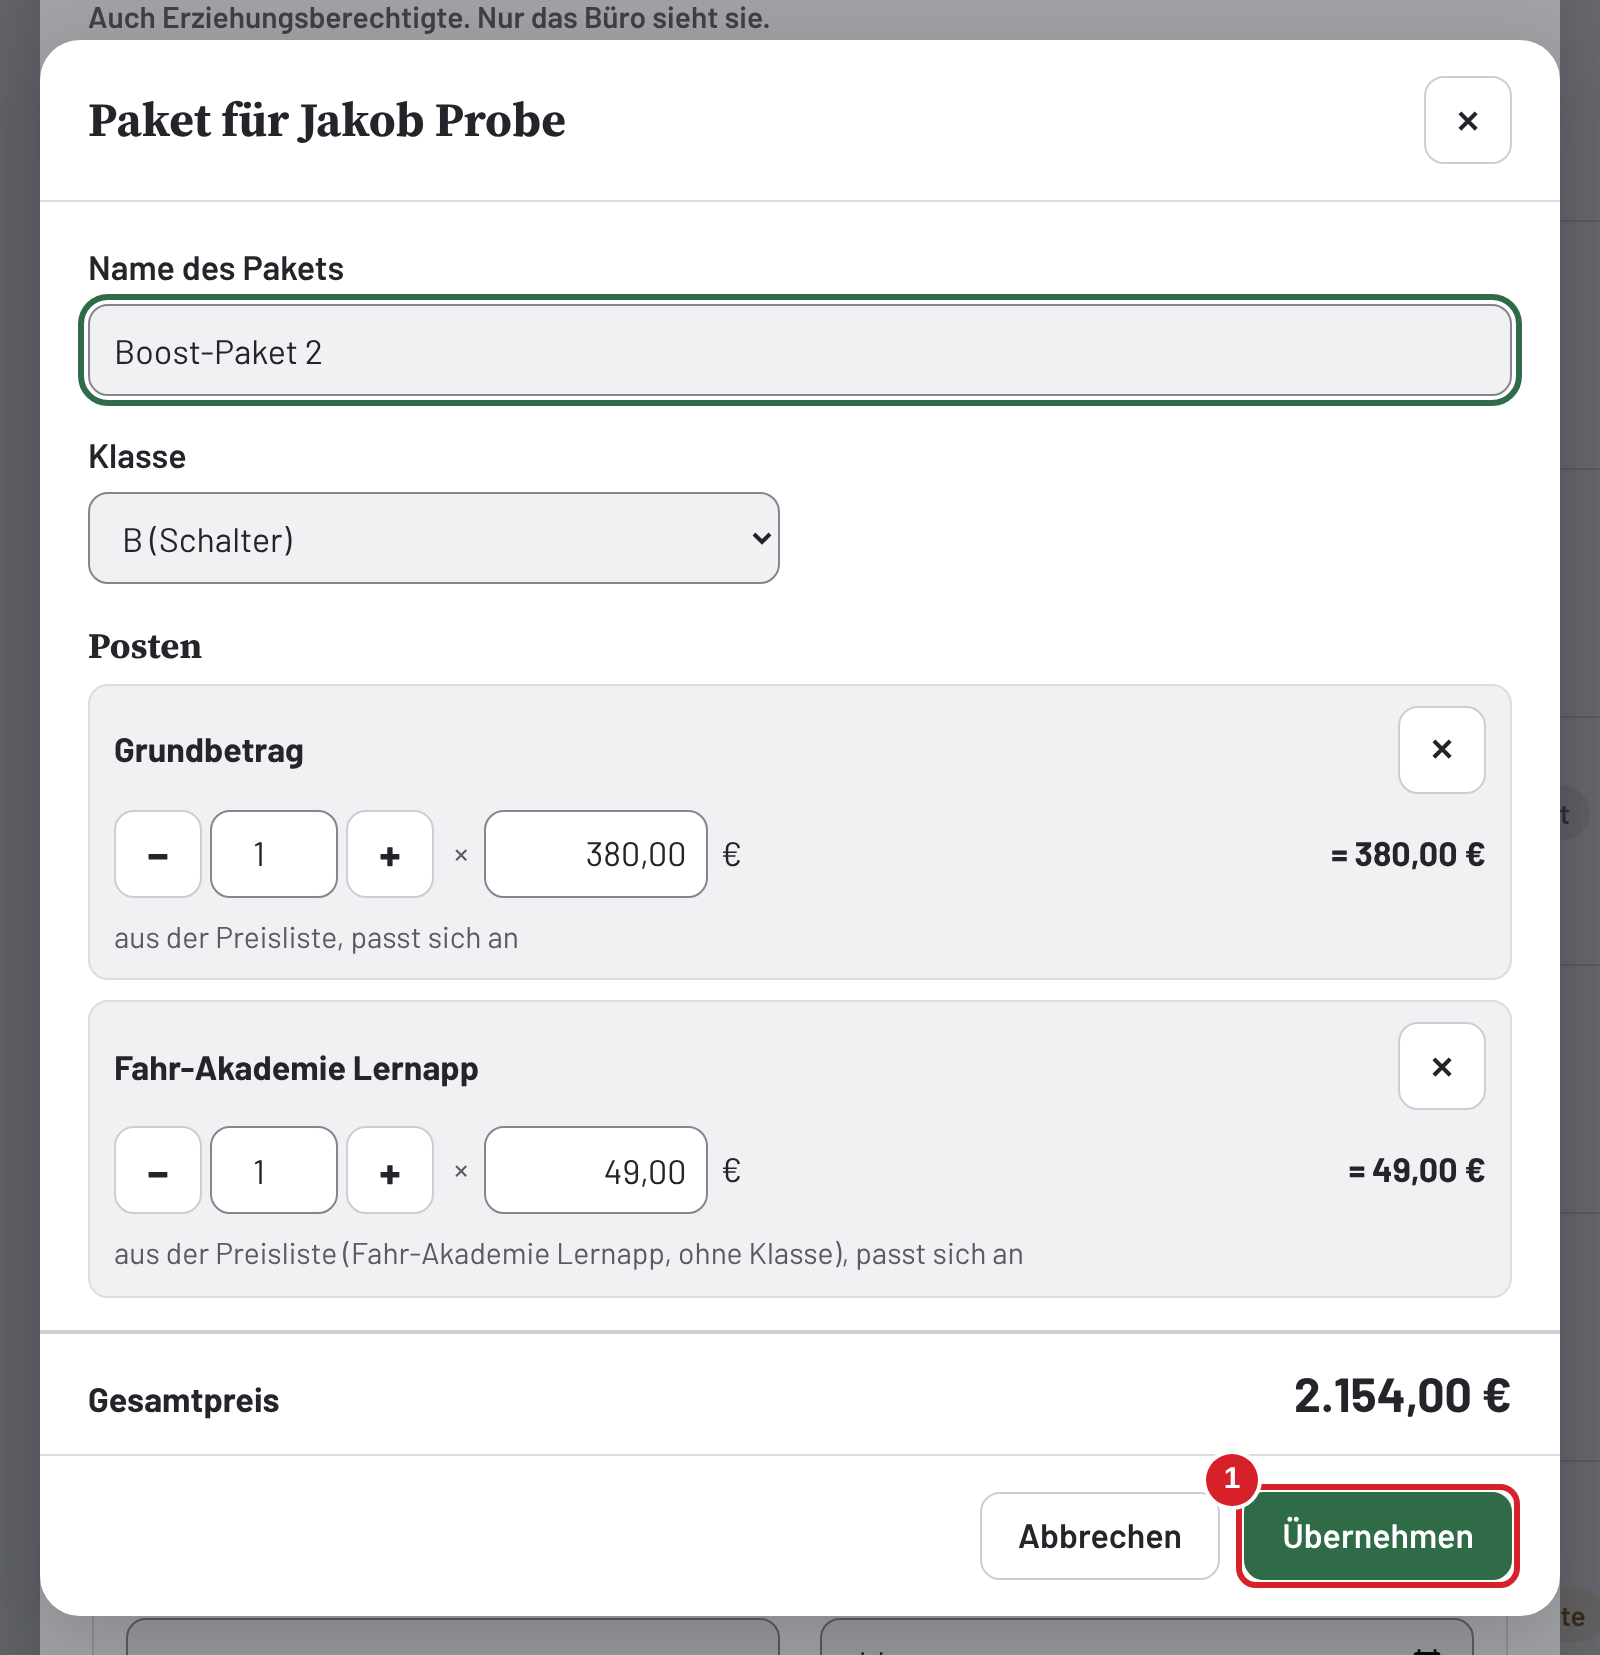 Auch Erziehungsberechtigte. Nur das Büro sieht sie.
Paket für Jakob Probe
×
Name des Pakets
Boost-Paket 2
Klasse
B (Schalter)
Posten
Grundbetrag
×
− 1 + × 380,00 € = 380,00 €
aus der Preisliste, passt sich an
t
Fahr-Akademie Lernapp
×
− 1 + × 49,00 € = 49,00 €
aus der Preisliste (Fahr-Akademie Lernapp, ohne Klasse), passt sich an
Gesamtpreis 2.154,00 €
1
Abbrechen Übernehmen
te